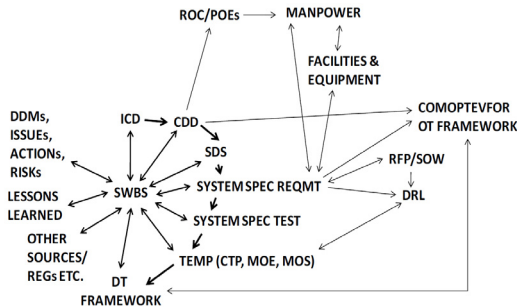 ROC/POEs
MANPOWER
FACILITIES &
EQUIPMENT
DDMs,
ISSUES,
ACTIONs,
RISKs
ICD
CDD
COMOPTEVFOR
OT FRAMEWORK
SDS
RFP/SOW
LESSONS
LEARNED
SWBS
SYSTEM SPEC REQMT
DRL
SYSTEM SPEC TEST
OTHER
SOURCES/
REGs ETC.
TEMP (CTP, MOE, MOS)
DT
FRAMEWORK